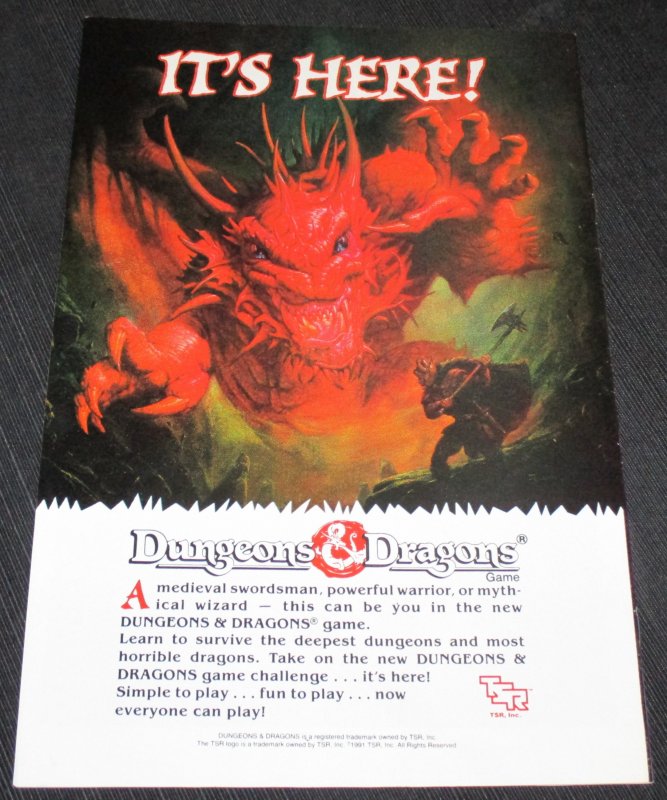 IT'S HERE!
Dungeons & Dragons®
Game
A medieval swordsman, powerful warrior, or myth-
ical wizard — this can be you in the new
DUNGEONS & DRAGONS® game.
Learn to survive the deepest dungeons and most
horrible dragons. Take on the new DUNGEONS &
DRAGONS game challenge . . . it's here!
Simple to play . . . fun to play . . . now
everyone can play!
TSR™
TSR, Inc.
DUNGEONS & DRAGONS is a registered trademark owned by TSR, Inc.
The TSR logo is a trademark owned by TSR, Inc. ©1991 TSR, Inc. All Rights Reserved.